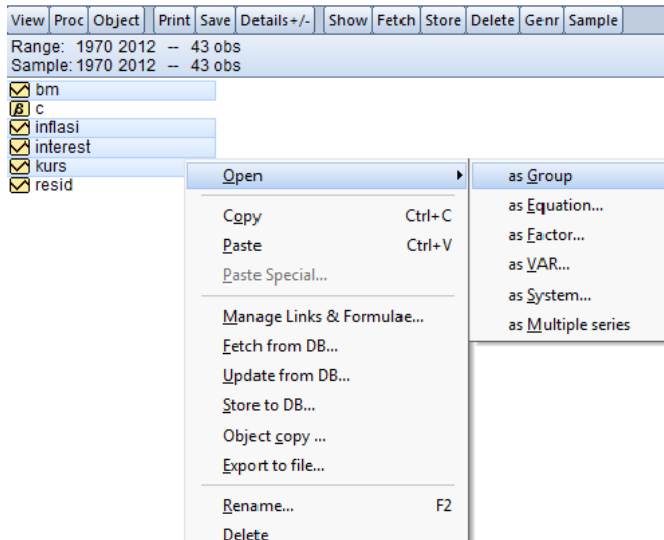 View Proc Object Print Save Details+/- Show Fetch Store Delete Genr Sample
Range: 1970 2012 -- 43 obs
Sample: 1970 2012 -- 43 obs
bm
β c
inflasi
interest
kurs
resid
Open
Copy Ctrl+C
Paste Ctrl+V
Paste Special...
Manage Links & Formulae...
Fetch from DB...
Update from DB...
Store to DB...
Object copy ...
Export to file...
Rename... F2
Delete
as Group
as Equation...
as Factor...
as VAR...
as System...
as Multiple series